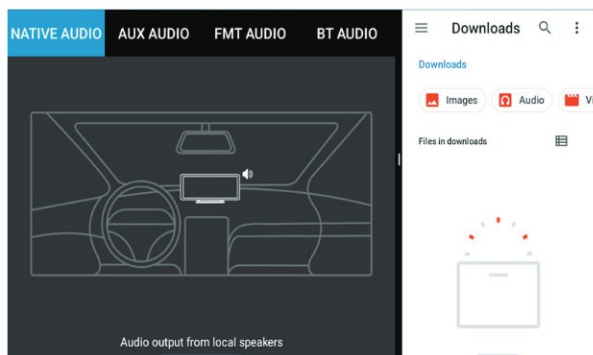 NATIVE AUDIO AUX AUDIO FMT AUDIO BT AUDIO
Audio output from local speakers
Downloads
Downloads
Images Audio Vi
Files in downloads